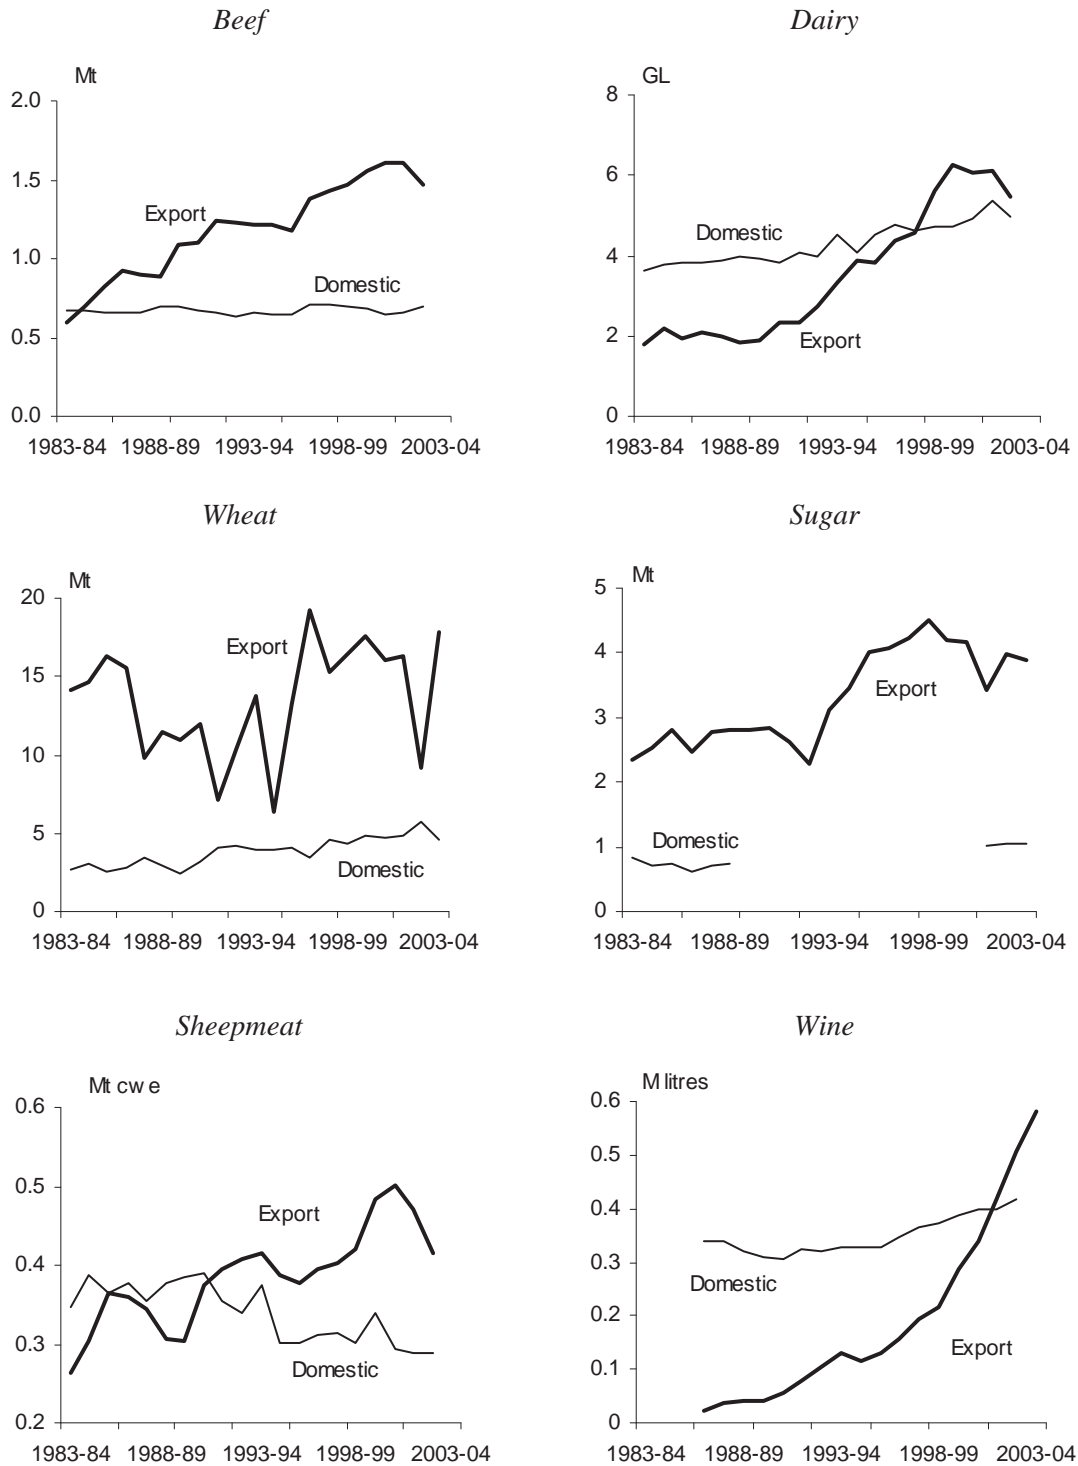 Beef
Mt
2.0
1.5
1.0
0.5
0.0
Export
Domestic
1983-84 1988-89 1993-94 1998-99 2003-04
Dairy
GL
8
6
4
2
0
Domestic
Export
1983-84 1988-89 1993-94 1998-99 2003-04
Wheat
Mt
20
15
10
5
0
Export
Domestic
1983-84 1988-89 1993-94 1998-99 2003-04
Sugar
Mt
5
4
3
2
1
0
Export
Domestic
1983-84 1988-89 1993-94 1998-99 2003-04
Sheepmeat
Mt cwe
0.6
0.5
0.4
0.3
0.2
Export
Domestic
1983-84 1988-89 1993-94 1998-99 2003-04
Wine
M litres
0.6
0.5
0.4
0.3
0.2
0.1
0
Domestic
Export
1983-84 1988-89 1993-94 1998-99 2003-04